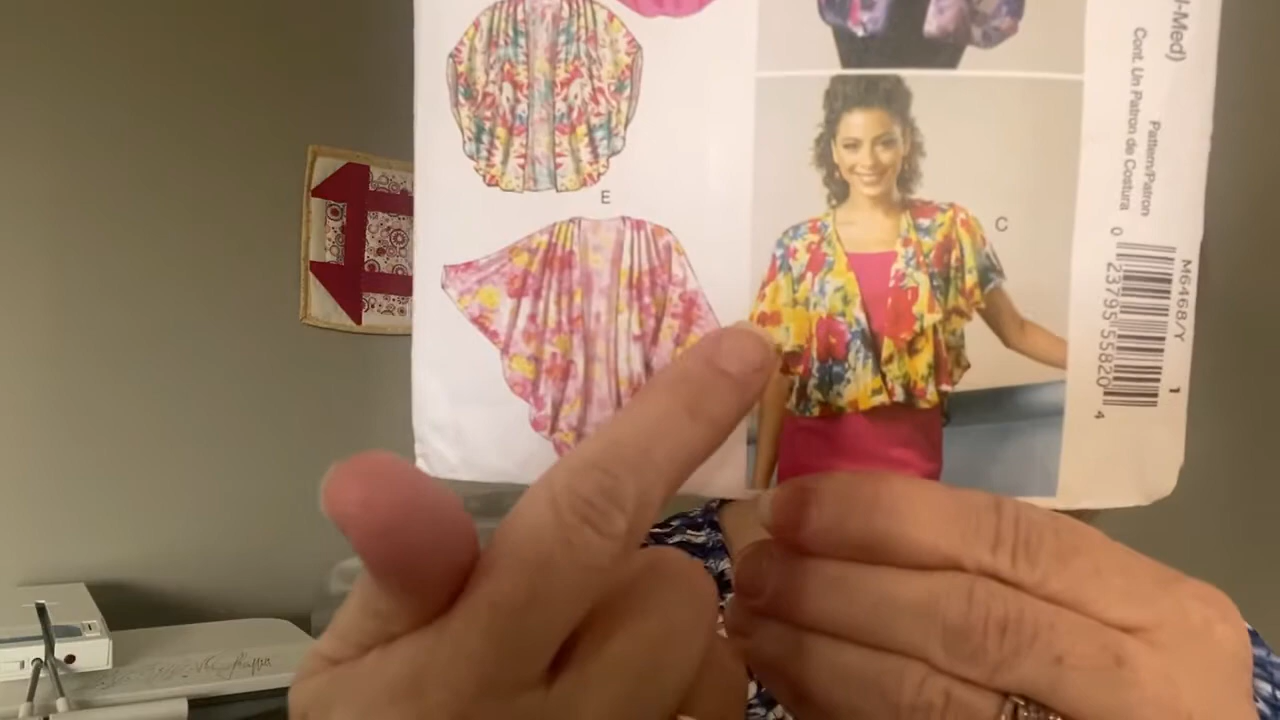 E
C
-Med)
Pattern/Patron
Cont. Un Patron de Costura
M6468/Y
0 23795 55820 4
1